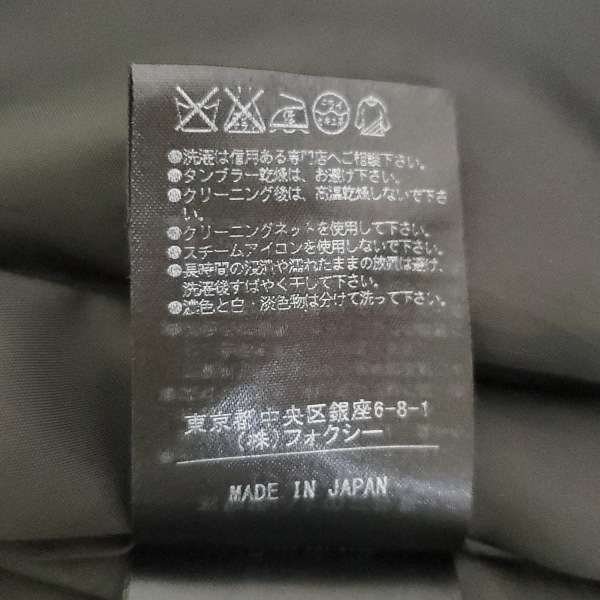 ●洗濯は信用ある専門店へご相談下さい。
●タンブラー乾燥は、お避け下さい。
●クリーニング後は、高温乾燥しないで下さ
い。
●クリーニングネットを使用して下さい。
●スチームアイロンを使用しないで下さい。
●長時間の浸漬や濡れたままの放置は避け、
洗濯後すばやく干して下さい。
●濃色と白・淡色物は分けて洗って下さい。
東京都中央区銀座6-8-1
(株)フォクシー
MADE IN JAPAN